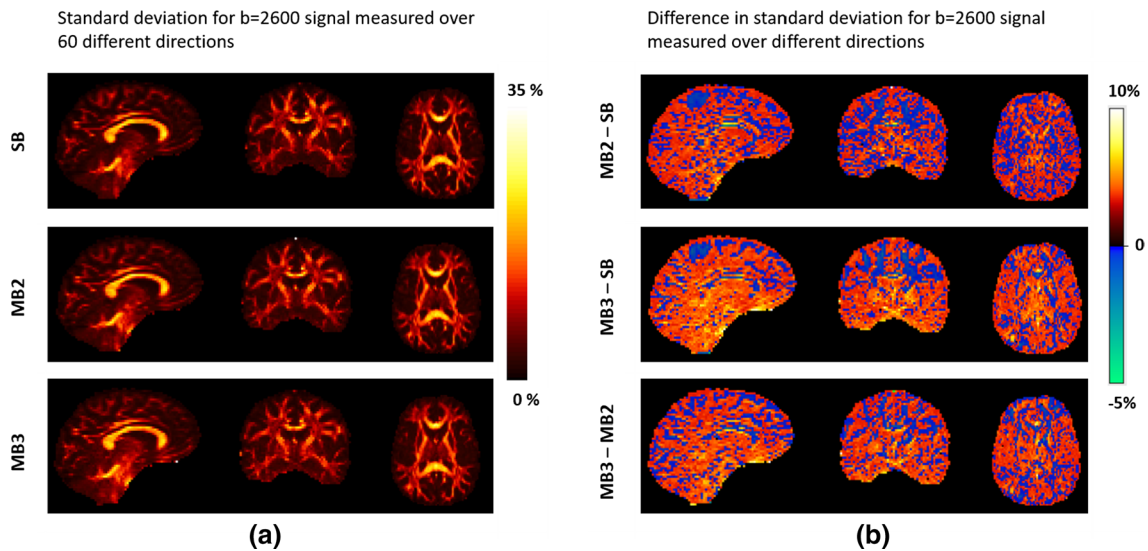 Standard deviation for b=2600 signal measured over
60 different directions
SB
MB2
MB3
35 %
0 %
(a)
Difference in standard deviation for b=2600 signal
measured over different directions
MB2 – SB
MB3 – SB
MB3 – MB2
10%
0
-5%
(b)